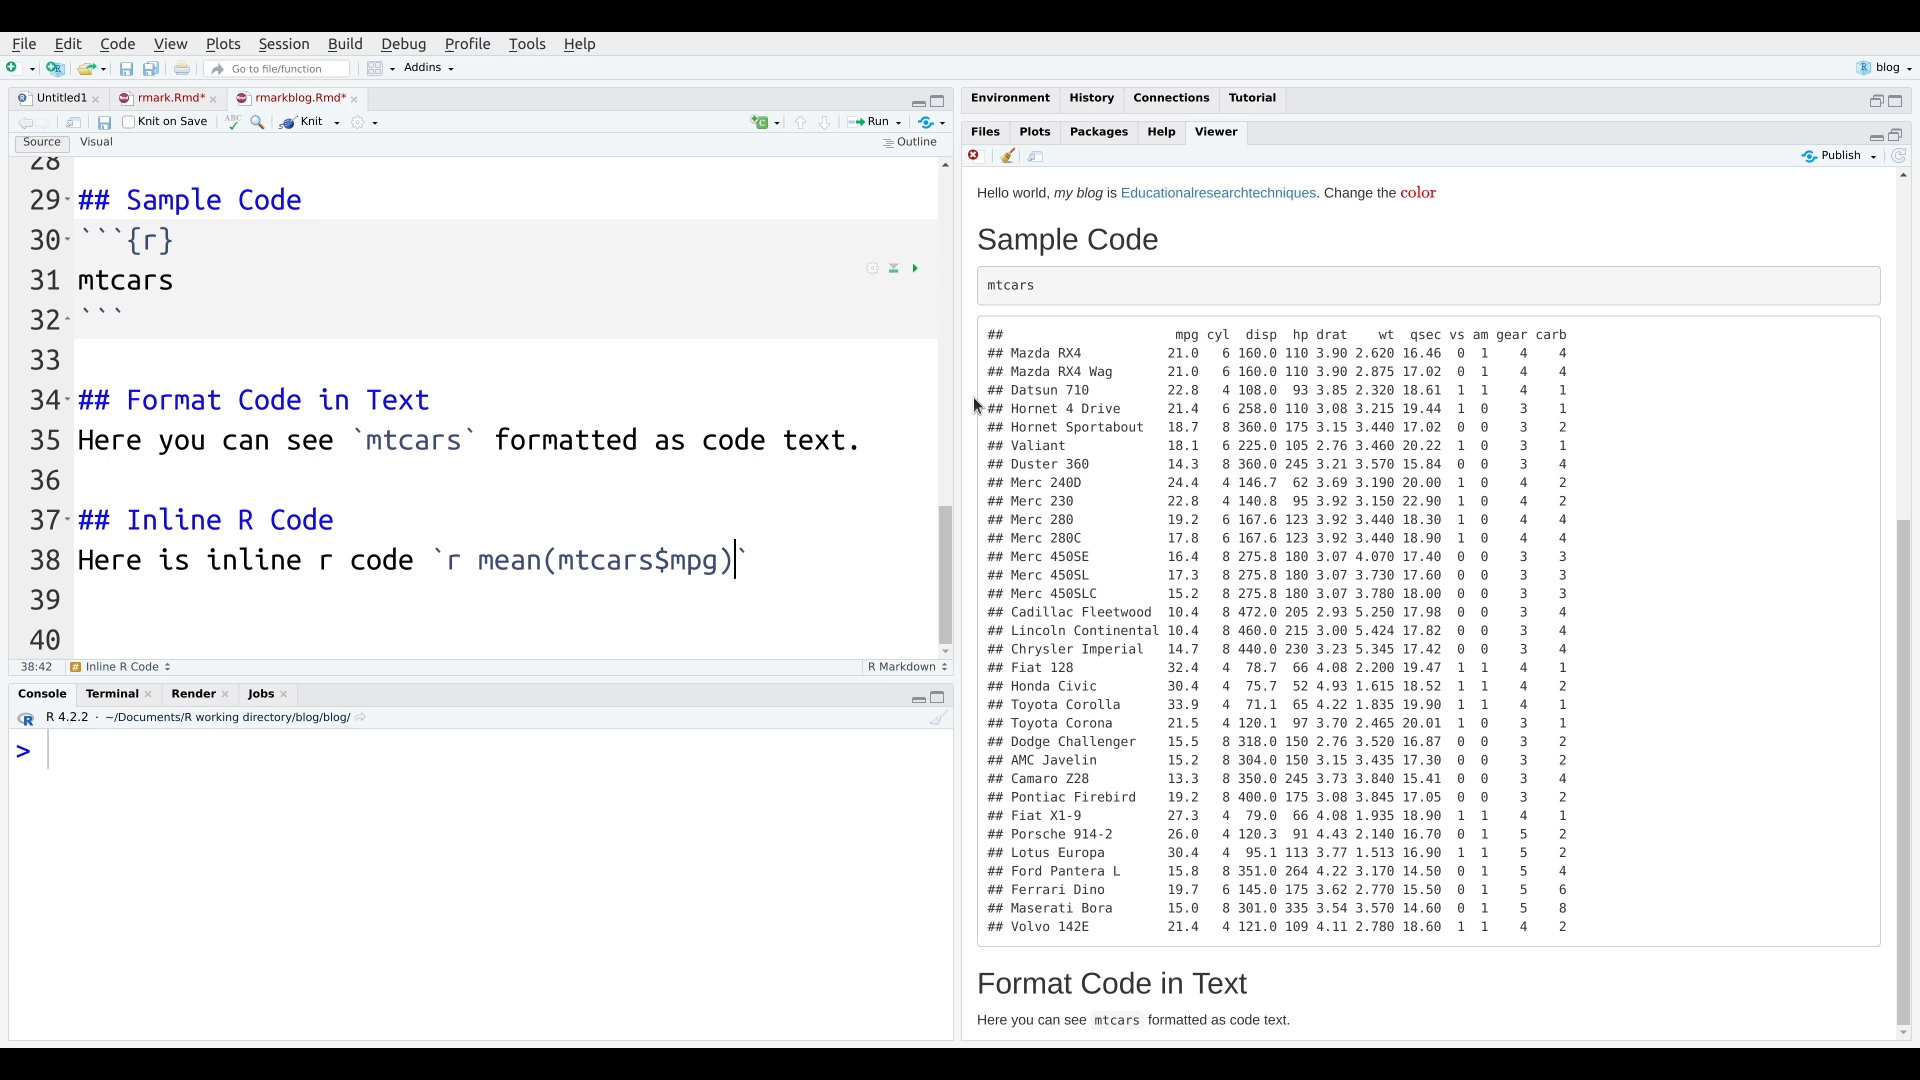 File Edit Code View Plots Session Build Debug Profile Tools Help
Go to file/function Addins blog
Untitled1 rmark.Rmd* rmarkblog.Rmd*
Knit on Save ABC Knit Run
Source Visual Outline
28
29 ## Sample Code
30 ```{r}
31 mtcars
32 ```
33
34 ## Format Code in Text
35 Here you can see `mtcars` formatted as code text.
36
37 ## Inline R Code
38 Here is inline r code `r mean(mtcars$mpg)`
39
40
38:42 # Inline R Code R Markdown
Console Terminal Render Jobs
R 4.2.2 · ~/Documents/R working directory/blog/blog/
>
Environment History Connections Tutorial
Files Plots Packages Help Viewer
Publish
Hello world, my blog is Educationalresearchtechniques. Change the color
Sample Code
mtcars
## mpg cyl disp hp drat wt qsec vs am gear carb
## Mazda RX4 21.0 6 160.0 110 3.90 2.620 16.46 0 1 4 4
## Mazda RX4 Wag 21.0 6 160.0 110 3.90 2.875 17.02 0 1 4 4
## Datsun 710 22.8 4 108.0 93 3.85 2.320 18.61 1 1 4 1
## Hornet 4 Drive 21.4 6 258.0 110 3.08 3.215 19.44 1 0 3 1
## Hornet Sportabout 18.7 8 360.0 175 3.15 3.440 17.02 0 0 3 2
## Valiant 18.1 6 225.0 105 2.76 3.460 20.22 1 0 3 1
## Duster 360 14.3 8 360.0 245 3.21 3.570 15.84 0 0 3 4
## Merc 240D 24.4 4 146.7 62 3.69 3.190 20.00 1 0 4 2
## Merc 230 22.8 4 140.8 95 3.92 3.150 22.90 1 0 4 2
## Merc 280 19.2 6 167.6 123 3.92 3.440 18.30 1 0 4 4
## Merc 280C 17.8 6 167.6 123 3.92 3.440 18.90 1 0 4 4
## Merc 450SE 16.4 8 275.8 180 3.07 4.070 17.40 0 0 3 3
## Merc 450SL 17.3 8 275.8 180 3.07 3.730 17.60 0 0 3 3
## Merc 450SLC 15.2 8 275.8 180 3.07 3.780 18.00 0 0 3 3
## Cadillac Fleetwood 10.4 8 472.0 205 2.93 5.250 17.98 0 0 3 4
## Lincoln Continental 10.4 8 460.0 215 3.00 5.424 17.82 0 0 3 4
## Chrysler Imperial 14.7 8 440.0 230 3.23 5.345 17.42 0 0 3 4
## Fiat 128 32.4 4 78.7 66 4.08 2.200 19.47 1 1 4 1
## Honda Civic 30.4 4 75.7 52 4.93 1.615 18.52 1 1 4 2
## Toyota Corolla 33.9 4 71.1 65 4.22 1.835 19.90 1 1 4 1
## Toyota Corona 21.5 4 120.1 97 3.70 2.465 20.01 1 0 3 1
## Dodge Challenger 15.5 8 318.0 150 2.76 3.520 16.87 0 0 3 2
## AMC Javelin 15.2 8 304.0 150 3.15 3.435 17.30 0 0 3 2
## Camaro Z28 13.3 8 350.0 245 3.73 3.840 15.41 0 0 3 4
## Pontiac Firebird 19.2 8 400.0 175 3.08 3.845 17.05 0 0 3 2
## Fiat X1-9 27.3 4 79.0 66 4.08 1.935 18.90 1 1 4 1
## Porsche 914-2 26.0 4 120.3 91 4.43 2.140 16.70 0 1 5 2
## Lotus Europa 30.4 4 95.1 113 3.77 1.513 16.90 1 1 5 2
## Ford Pantera L 15.8 8 351.0 264 4.22 3.170 14.50 0 1 5 4
## Ferrari Dino 19.7 6 145.0 175 3.62 2.770 15.50 0 1 5 6
## Maserati Bora 15.0 8 301.0 335 3.54 3.570 14.60 0 1 5 8
## Volvo 142E 21.4 4 121.0 109 4.11 2.780 18.60 1 1 4 2
Format Code in Text
Here you can see mtcars formatted as code text.